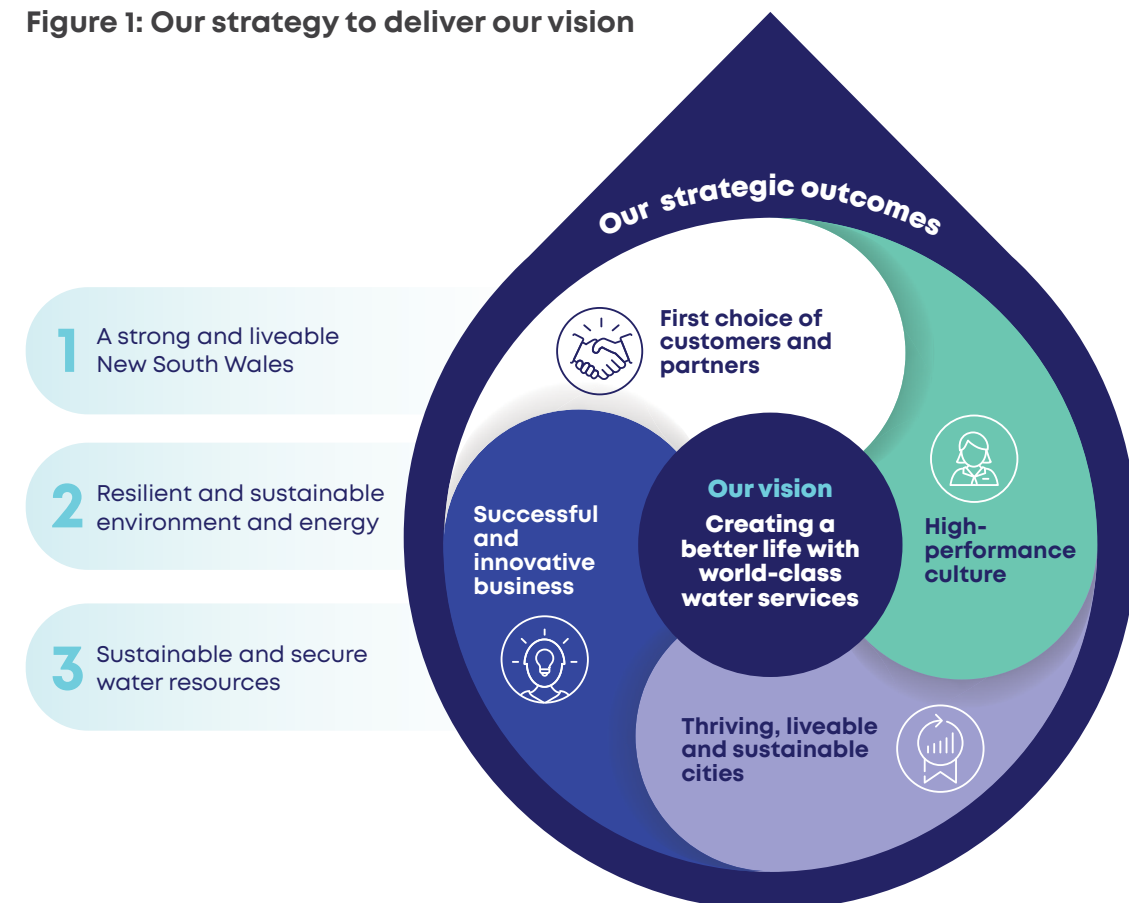 Figure 1: Our strategy to deliver our vision
Our strategic outcomes
1
A strong and liveable
New South Wales
2
Resilient and sustainable
environment and energy
3
Sustainable and secure
water resources
First choice of
customers and
partners
High-
performance
culture
Thriving, liveable
and sustainable
cities
Successful
and
innovative
business
Our vision
Creating a
better life with
world-class
water services